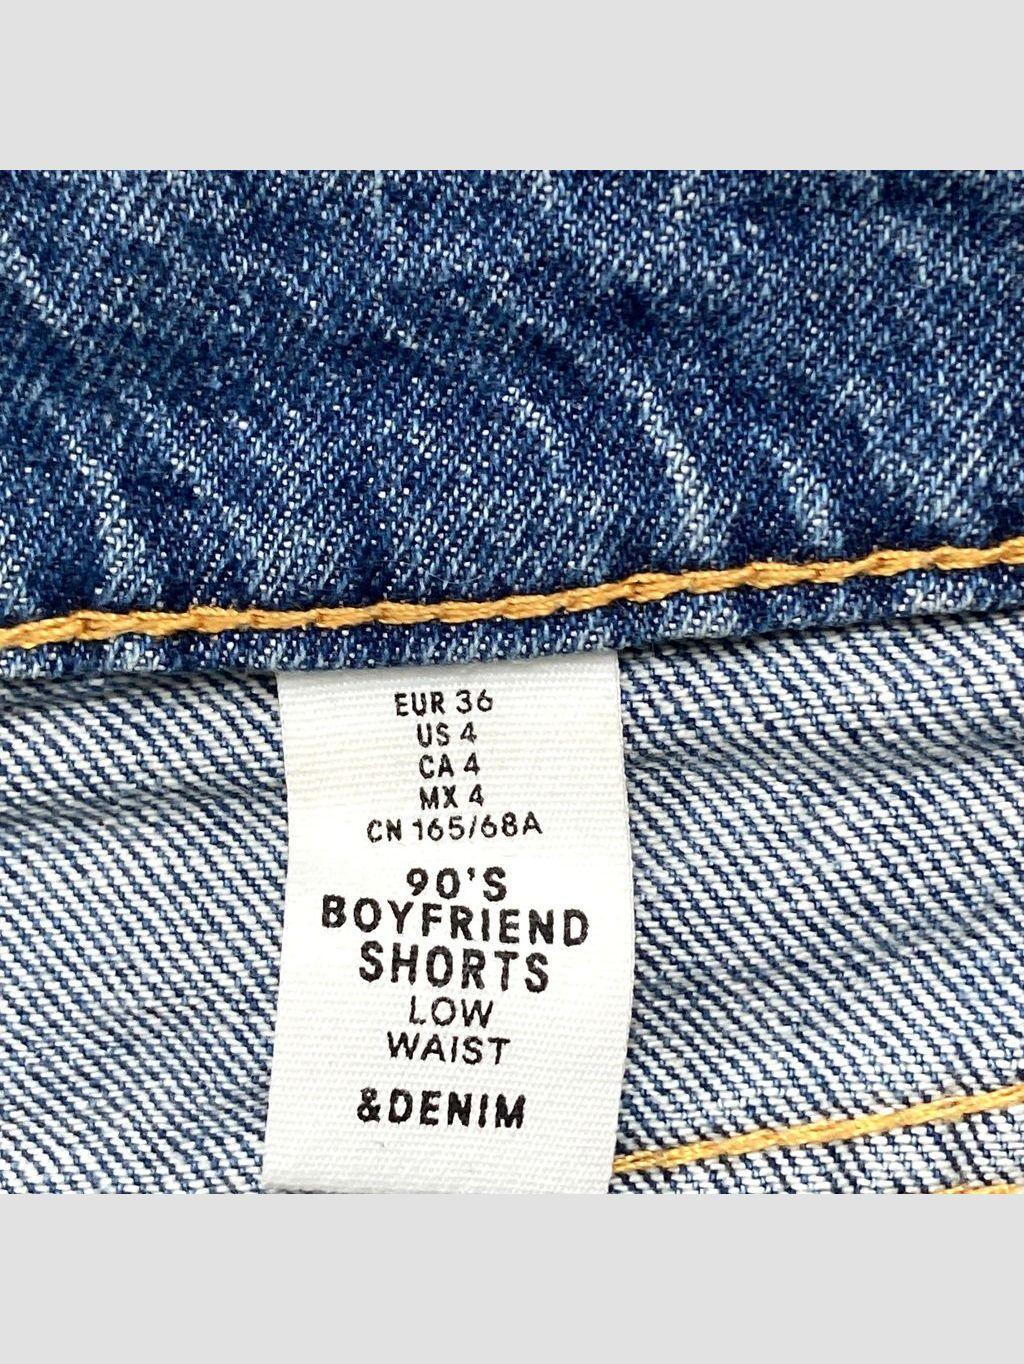 EUR 36
US 4
CA 4
MX 4
CN 165/68A
90'S
BOYFRIEND
SHORTS
LOW
WAIST
&DENIM